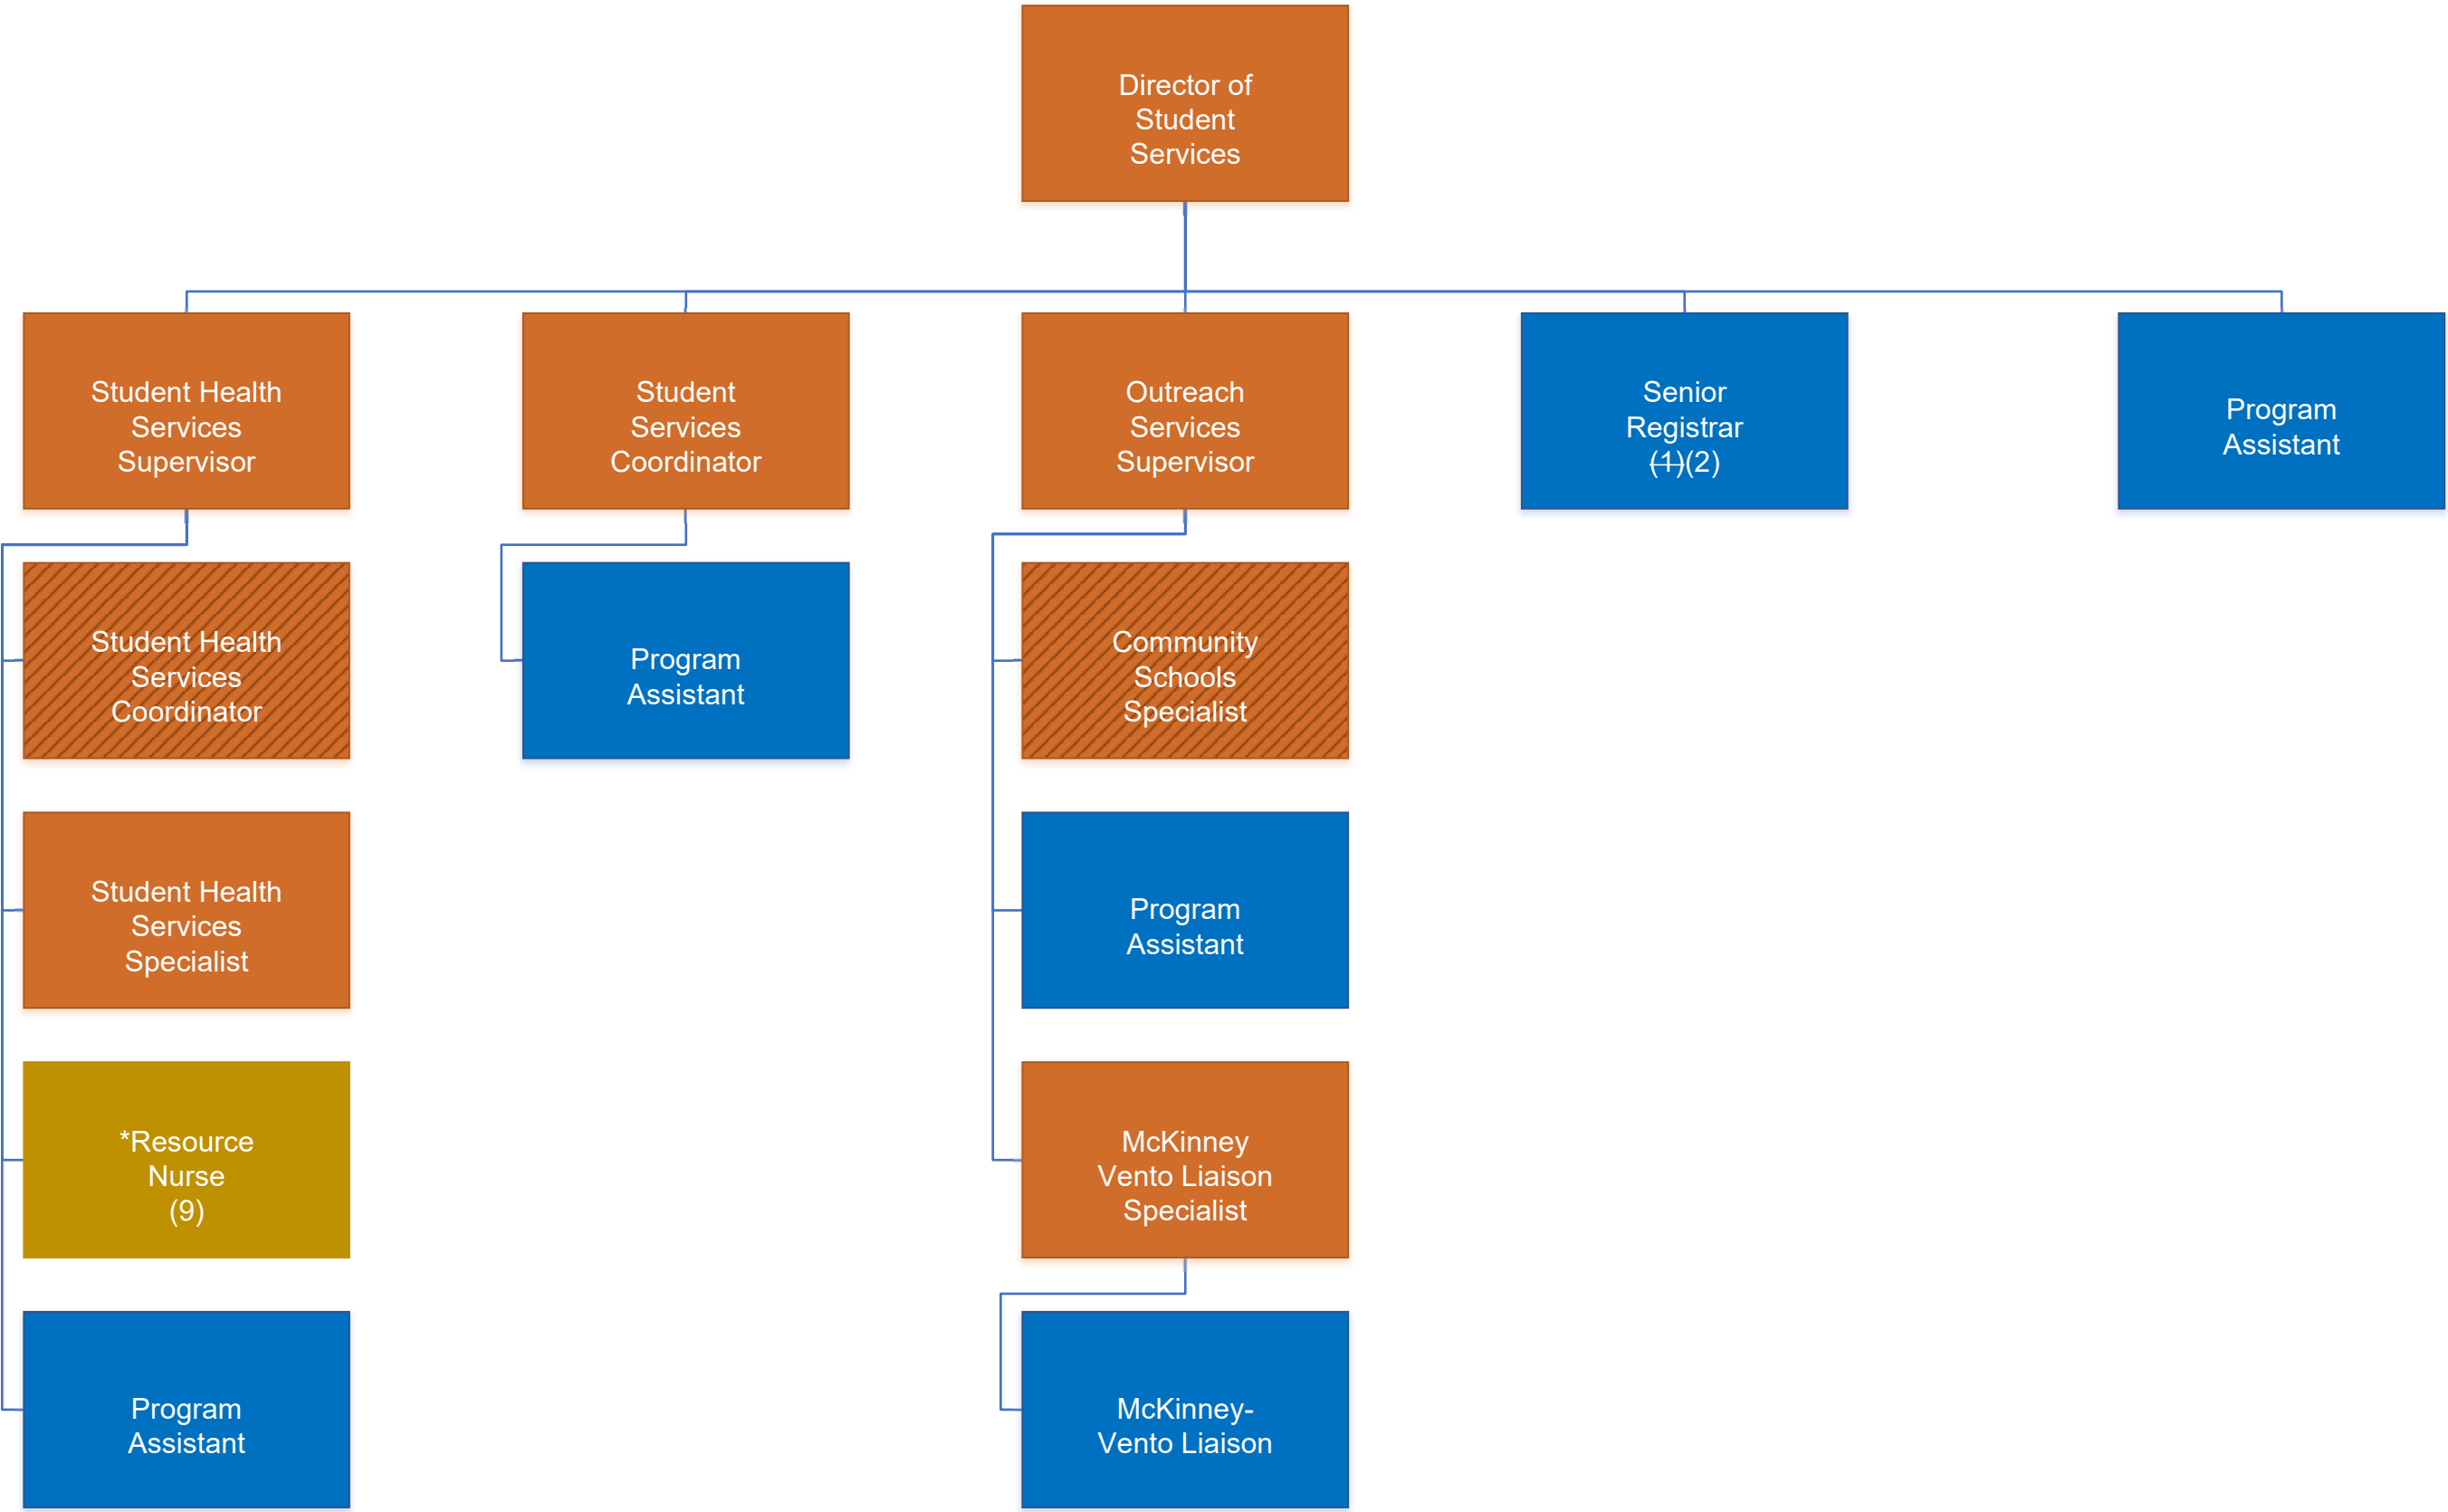 Director of
Student
Services
Student Health
Services
Supervisor
Student
Services
Coordinator
Outreach
Services
Supervisor
Senior
Registrar
(1)(2)
Program
Assistant
Student Health
Services
Coordinator
Program
Assistant
Community
Schools
Specialist
Student Health
Services
Specialist
Program
Assistant
*Resource
Nurse
(9)
McKinney
Vento Liaison
Specialist
Program
Assistant
McKinney-
Vento Liaison